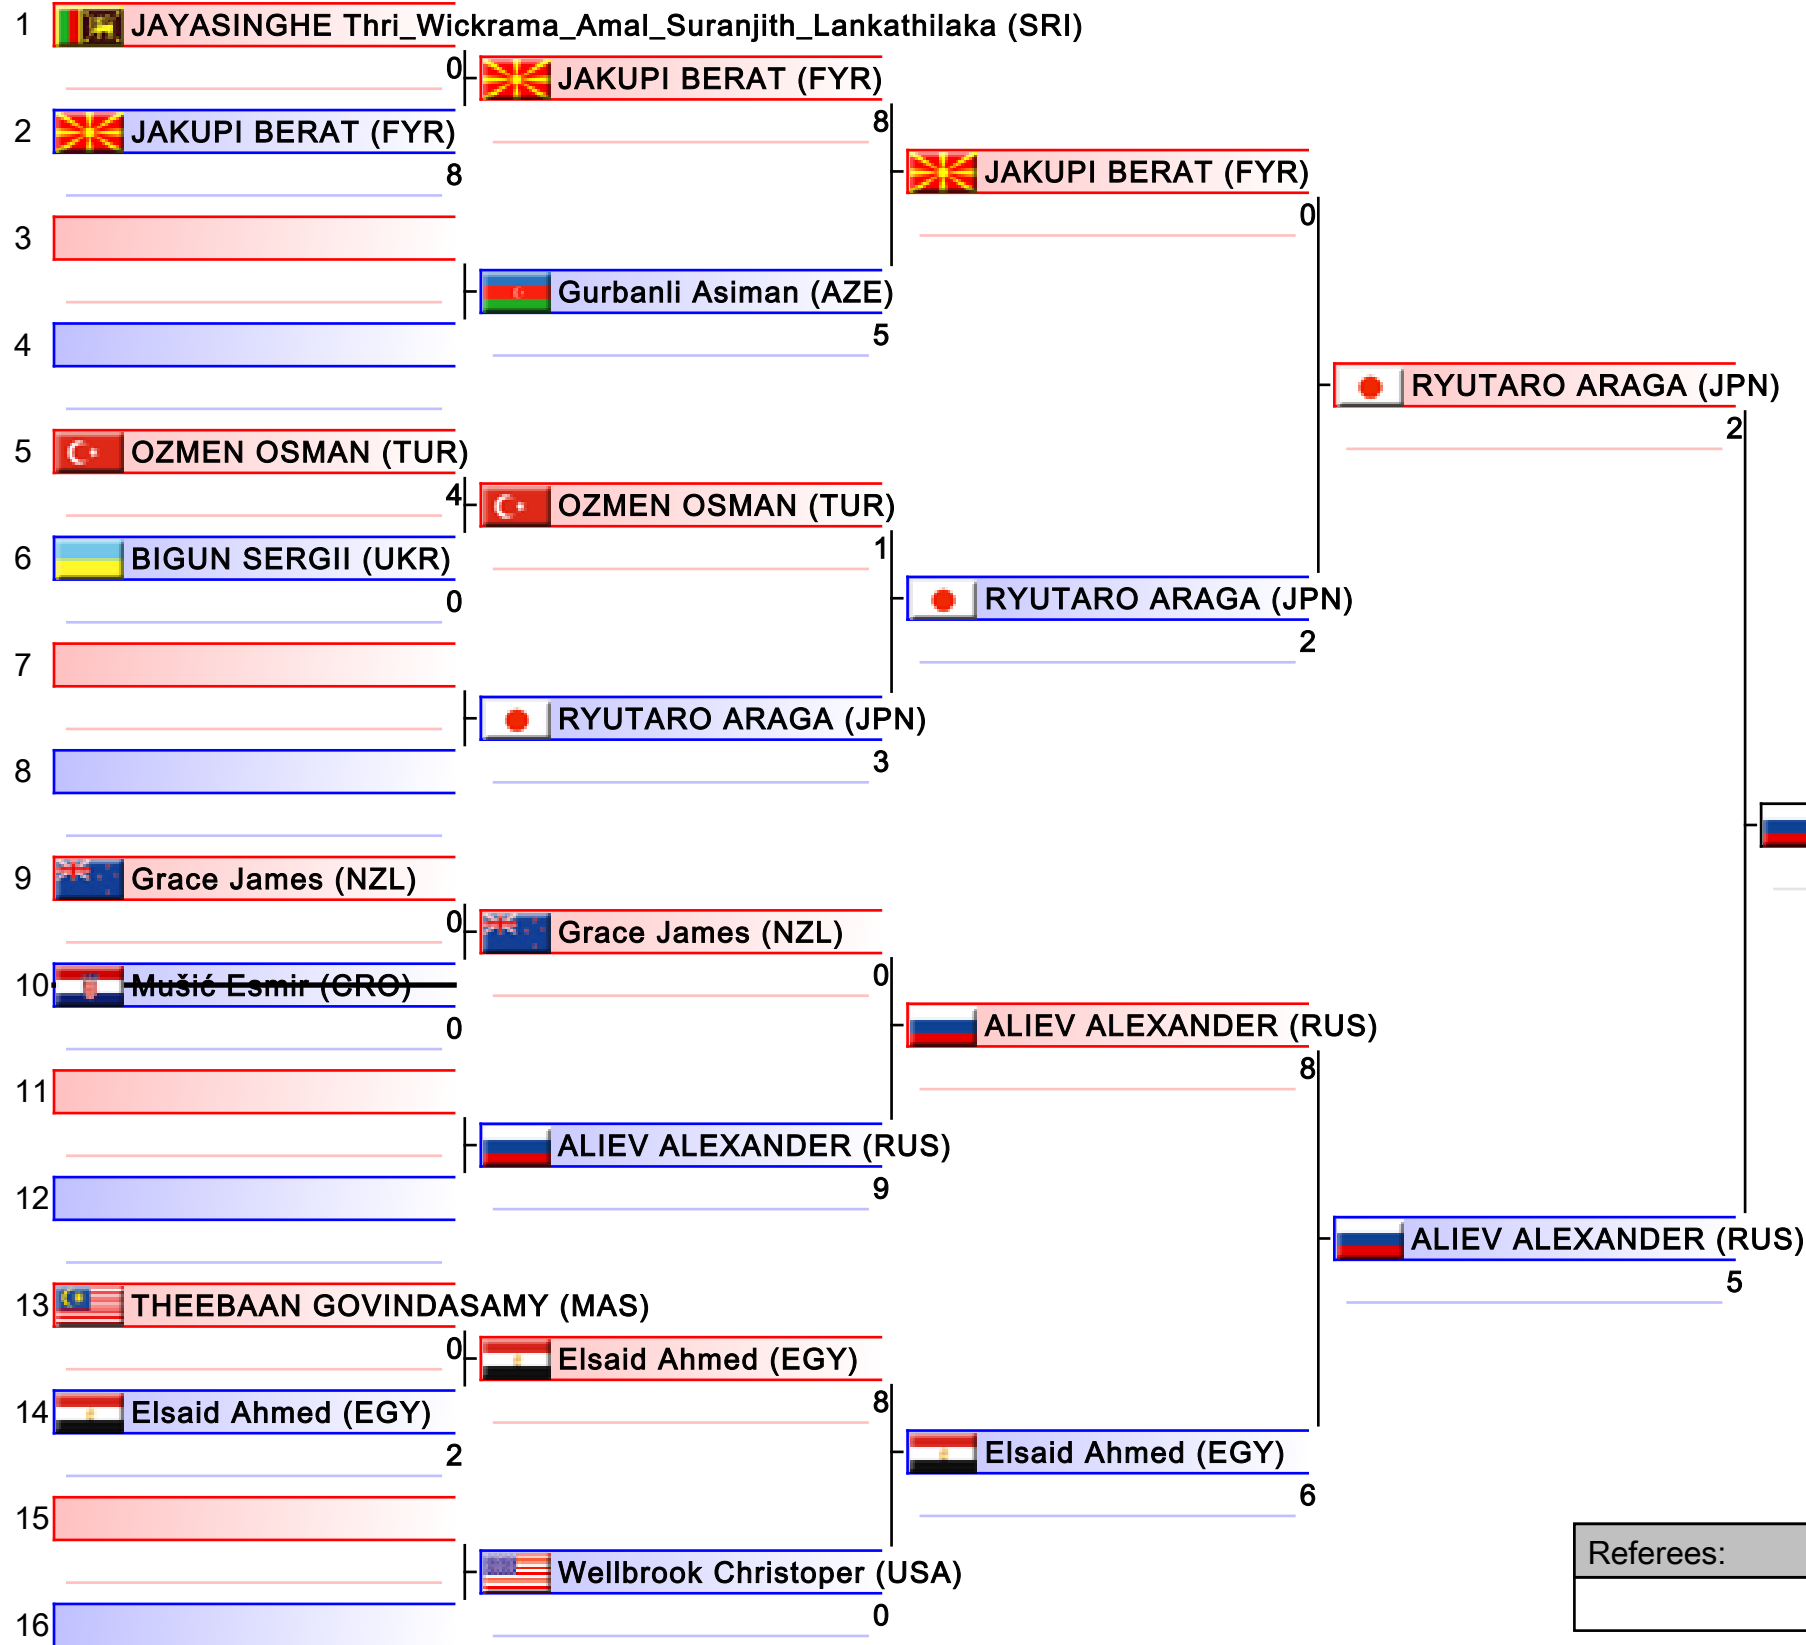 1 JAYASINGHE Thri_Wickrama_Amal_Suranjith_Lankathilaka (SRI)
0
JAKUPI BERAT (FYR)
8
2 JAKUPI BERAT (FYR)
8
JAKUPI BERAT (FYR)
0
3
Gurbanli Asiman (AZE)
5
4
RYUTARO ARAGA (JPN)
2
5 OZMEN OSMAN (TUR)
4
OZMEN OSMAN (TUR)
1
6 BIGUN SERGII (UKR)
0
RYUTARO ARAGA (JPN)
2
7
RYUTARO ARAGA (JPN)
3
8
9 Grace James (NZL)
0
Grace James (NZL)
0
10 Mušić Esmir (CRO)
0
ALIEV ALEXANDER (RUS)
8
11
ALIEV ALEXANDER (RUS)
9
12
ALIEV ALEXANDER (RUS)
5
13 THEEBAAN GOVINDASAMY (MAS)
0
Elsaid Ahmed (EGY)
8
14 Elsaid Ahmed (EGY)
2
Elsaid Ahmed (EGY)
6
15
Wellbrook Christoper (USA)
0
16
Referees: